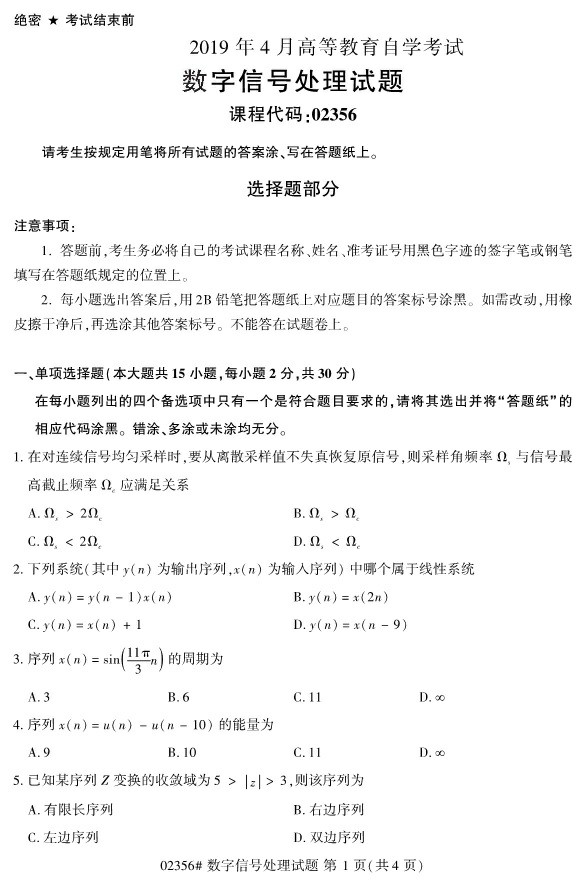 绝密 ★ 考试结束前
2019 年 4 月高等教育自学考试
数字信号处理试题
课程代码:02356
请考生按规定用笔将所有试题的答案涂、写在答题纸上。
选择题部分
注意事项:
1. 答题前,考生务必将自己的考试课程名称、姓名、准考证号用黑色字迹的签字笔或钢笔
填写在答题纸规定的位置上。
2. 每小题选出答案后,用 2B 铅笔把答题纸上对应题目的答案标号涂黑。如需改动,用橡
皮擦干净后,再选涂其他答案标号。不能答在试题卷上。
一、单项选择题(本大题共 15 小题,每小题 2 分,共 30 分)
在每小题列出的四个备选项中只有一个是符合题目要求的,请将其选出并将“答题纸”的
相应代码涂黑。错涂、多涂或未涂均无分。
1. 在对连续信号均匀采样时,要从离散采样值不失真恢复原信号,则采样角频率 Ωs 与信号最
高截止频率 Ωc 应满足关系
A. Ωs > 2Ωc B. Ωs > Ωc
C. Ωs < 2Ωc D. Ωs < Ωc
2. 下列系统(其中 y(n) 为输出序列,x(n) 为输入序列) 中哪个属于线性系统
A. y(n) = y(n - 1)x(n) B. y(n) = x(2n)
C. y(n) = x(n) + 1 D. y(n) = x(n - 9)
3. 序列 x(n) = sin(11π/3 n) 的周期为
A. 3 B. 6 C. 11 D. ∞
4. 序列 x(n) = u(n) - u(n - 10) 的能量为
A. 9 B. 10 C. 11 D. ∞
5. 已知某序列 Z 变换的收敛域为 5 > |z| > 3,则该序列为
A. 有限长序列 B. 右边序列
C. 左边序列 D. 双边序列
02356# 数字信号处理试题 第 1 页(共 4 页)